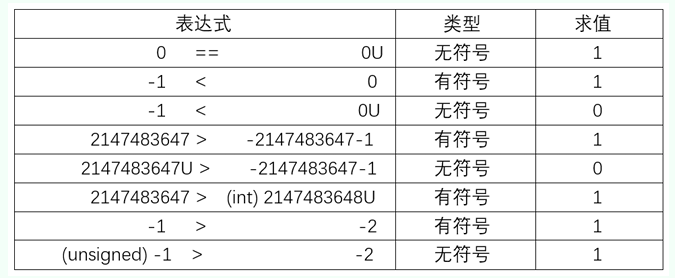 表达式 类型 求值
0 == 0U 无符号 1
-1 < 0 有符号 1
-1 < 0U 无符号 0
2147483647 > -2147483647-1 有符号 1
2147483647U > -2147483647-1 无符号 0
2147483647 > (int) 2147483648U 有符号 1
-1 > -2 有符号 1
(unsigned) -1 > -2 无符号 1